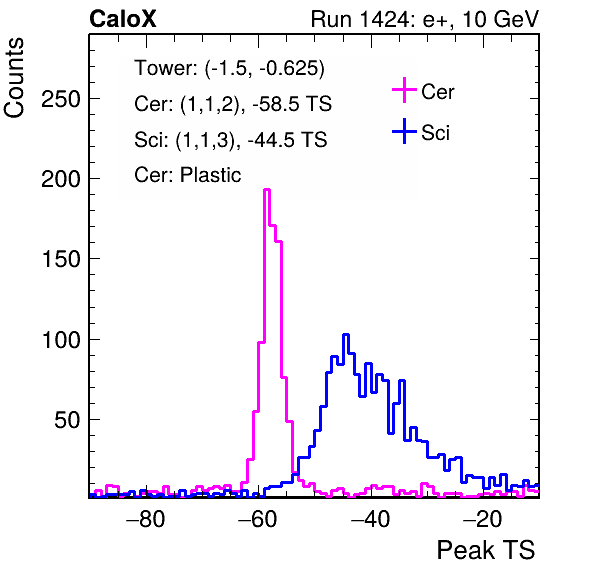 CaloX Run 1424: e+, 10 GeV
Counts
Tower: (-1.5, -0.625)
Cer: (1,1,2), -58.5 TS
Sci: (1,1,3), -44.5 TS
Cer: Plastic
Cer
Sci
250
200
150
100
50
−80 −60 −40 −20
Peak TS